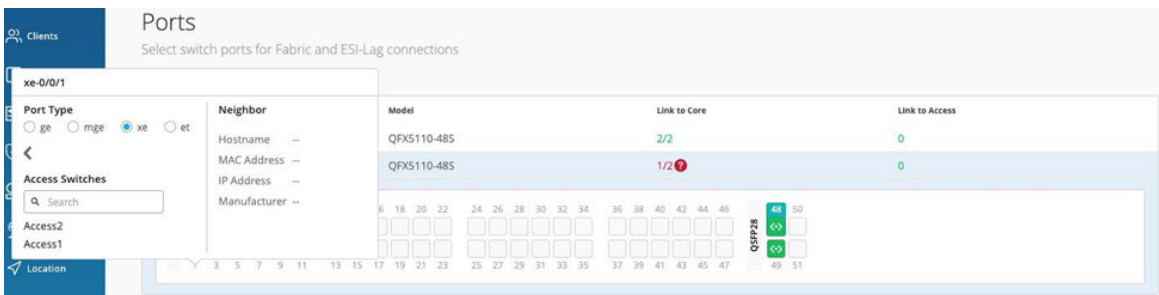 Clients
Ports
Select switch ports for Fabric and ESI-Lag connections
xe-0/0/1
Port Type
ge mge xe et
Access Switches
Search
Access2
Access1
Neighbor
Hostname --
MAC Address --
IP Address --
Manufacturer --
Model Link to Core Link to Access
QFX5110-48S 2/2 0
QFX5110-48S 1/2 ? 0
18 20 22 24 26 28 30 32 34 36 38 40 42 44 46 48 50
QSFP28
1 3 5 7 9 11 13 15 17 19 21 23 25 27 29 31 33 35 37 39 41 43 45 47 49 51
Location